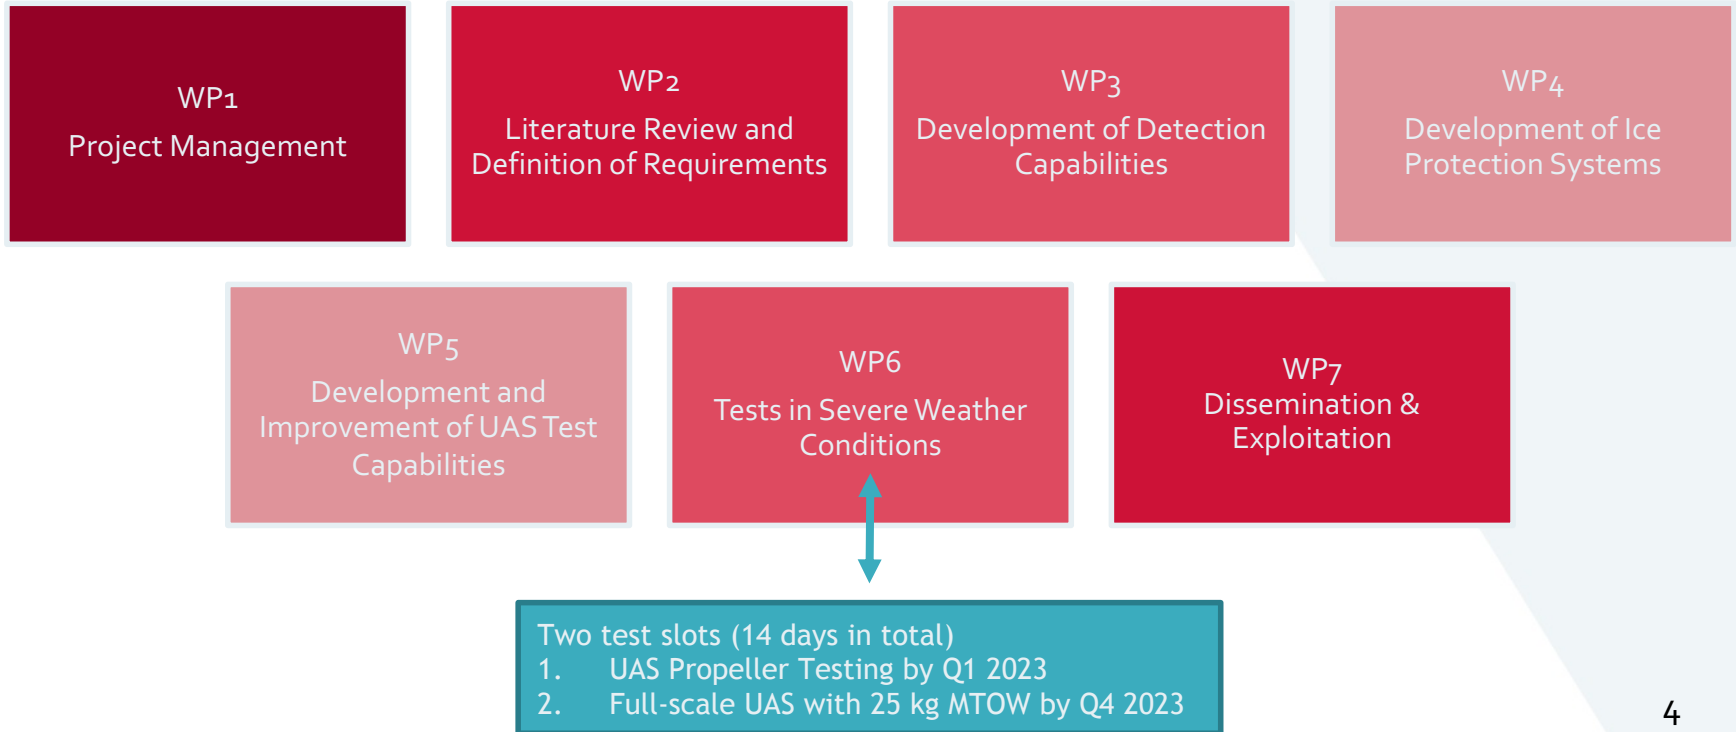 WP1
Project Management
WP2
Literature Review and
Definition of Requirements
WP3
Development of Detection
Capabilities
WP4
Development of Ice
Protection Systems
WP5
Development and
Improvement of UAS Test
Capabilities
WP6
Tests in Severe Weather
Conditions
WP7
Dissemination &
Exploitation
Two test slots (14 days in total)
1. UAS Propeller Testing by Q1 2023
2. Full-scale UAS with 25 kg MTOW by Q4 2023
4